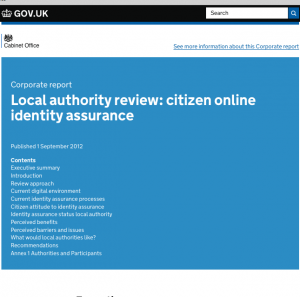 GOV.UK
Search
Cabinet Office
See more information about this Corporate report
Corporate report
Local authority review: citizen online
identity assurance
Published 1 September 2012
Contents
Executive summary
Introduction
Review approach
Current digital environment
Current identity assurance processes
Citizen attitude to identity assurance
Identity assurance status local authority
Perceived benefits
Perceived barriers and issues
What would local authorities like?
Recommendations
Annex 1 Authorities and Participants